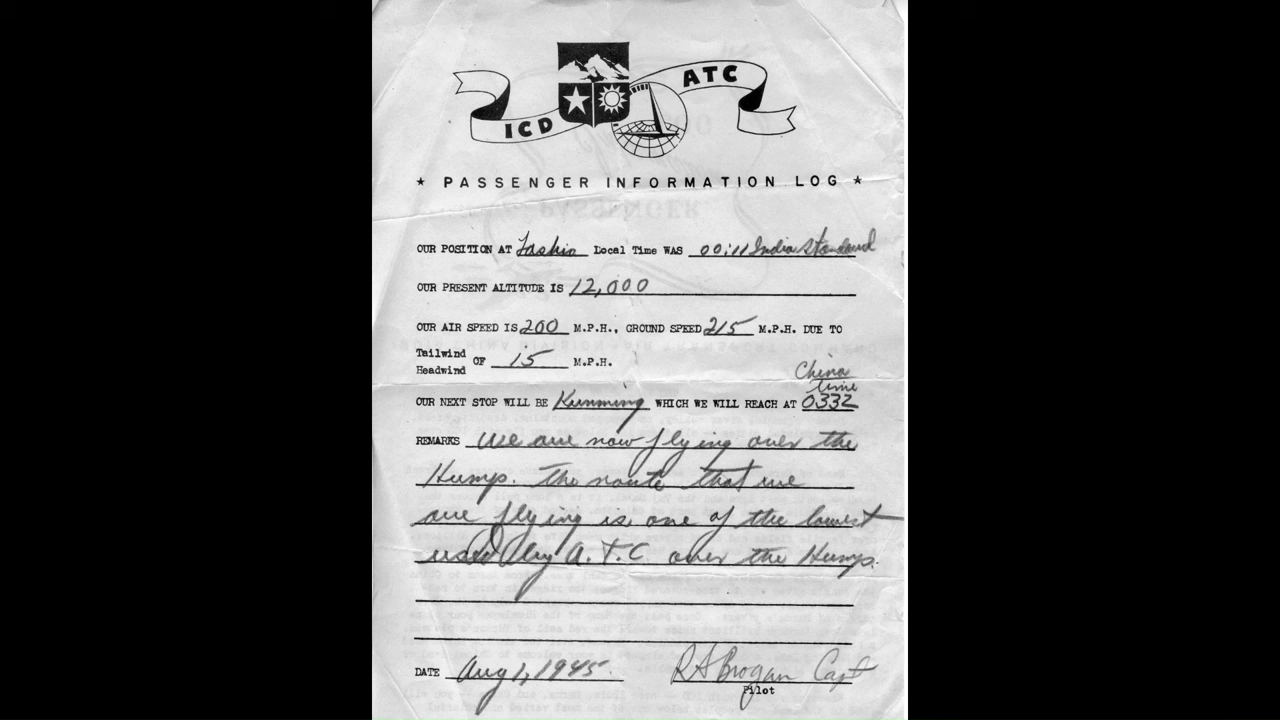 ICD ATC
★ PASSENGER INFORMATION LOG ★
OUR POSITION AT Lashio Local Time WAS 00:11 India Standard
OUR PRESENT ALTITUDE IS 12,000
OUR AIR SPEED IS 200 M.P.H., GROUND SPEED 215 M.P.H. DUE TO
Tailwind
Headwind OF 15 M.P.H.
China
time
OUR NEXT STOP WILL BE Kunming WHICH WE WILL REACH AT 0332
REMARKS We are now flying over the
Hump. The route that we
are flying is one of the lowest
used by A.T.C over the Hump.
DATE Aug 1, 1945. RA Brogan Capt
Pilot